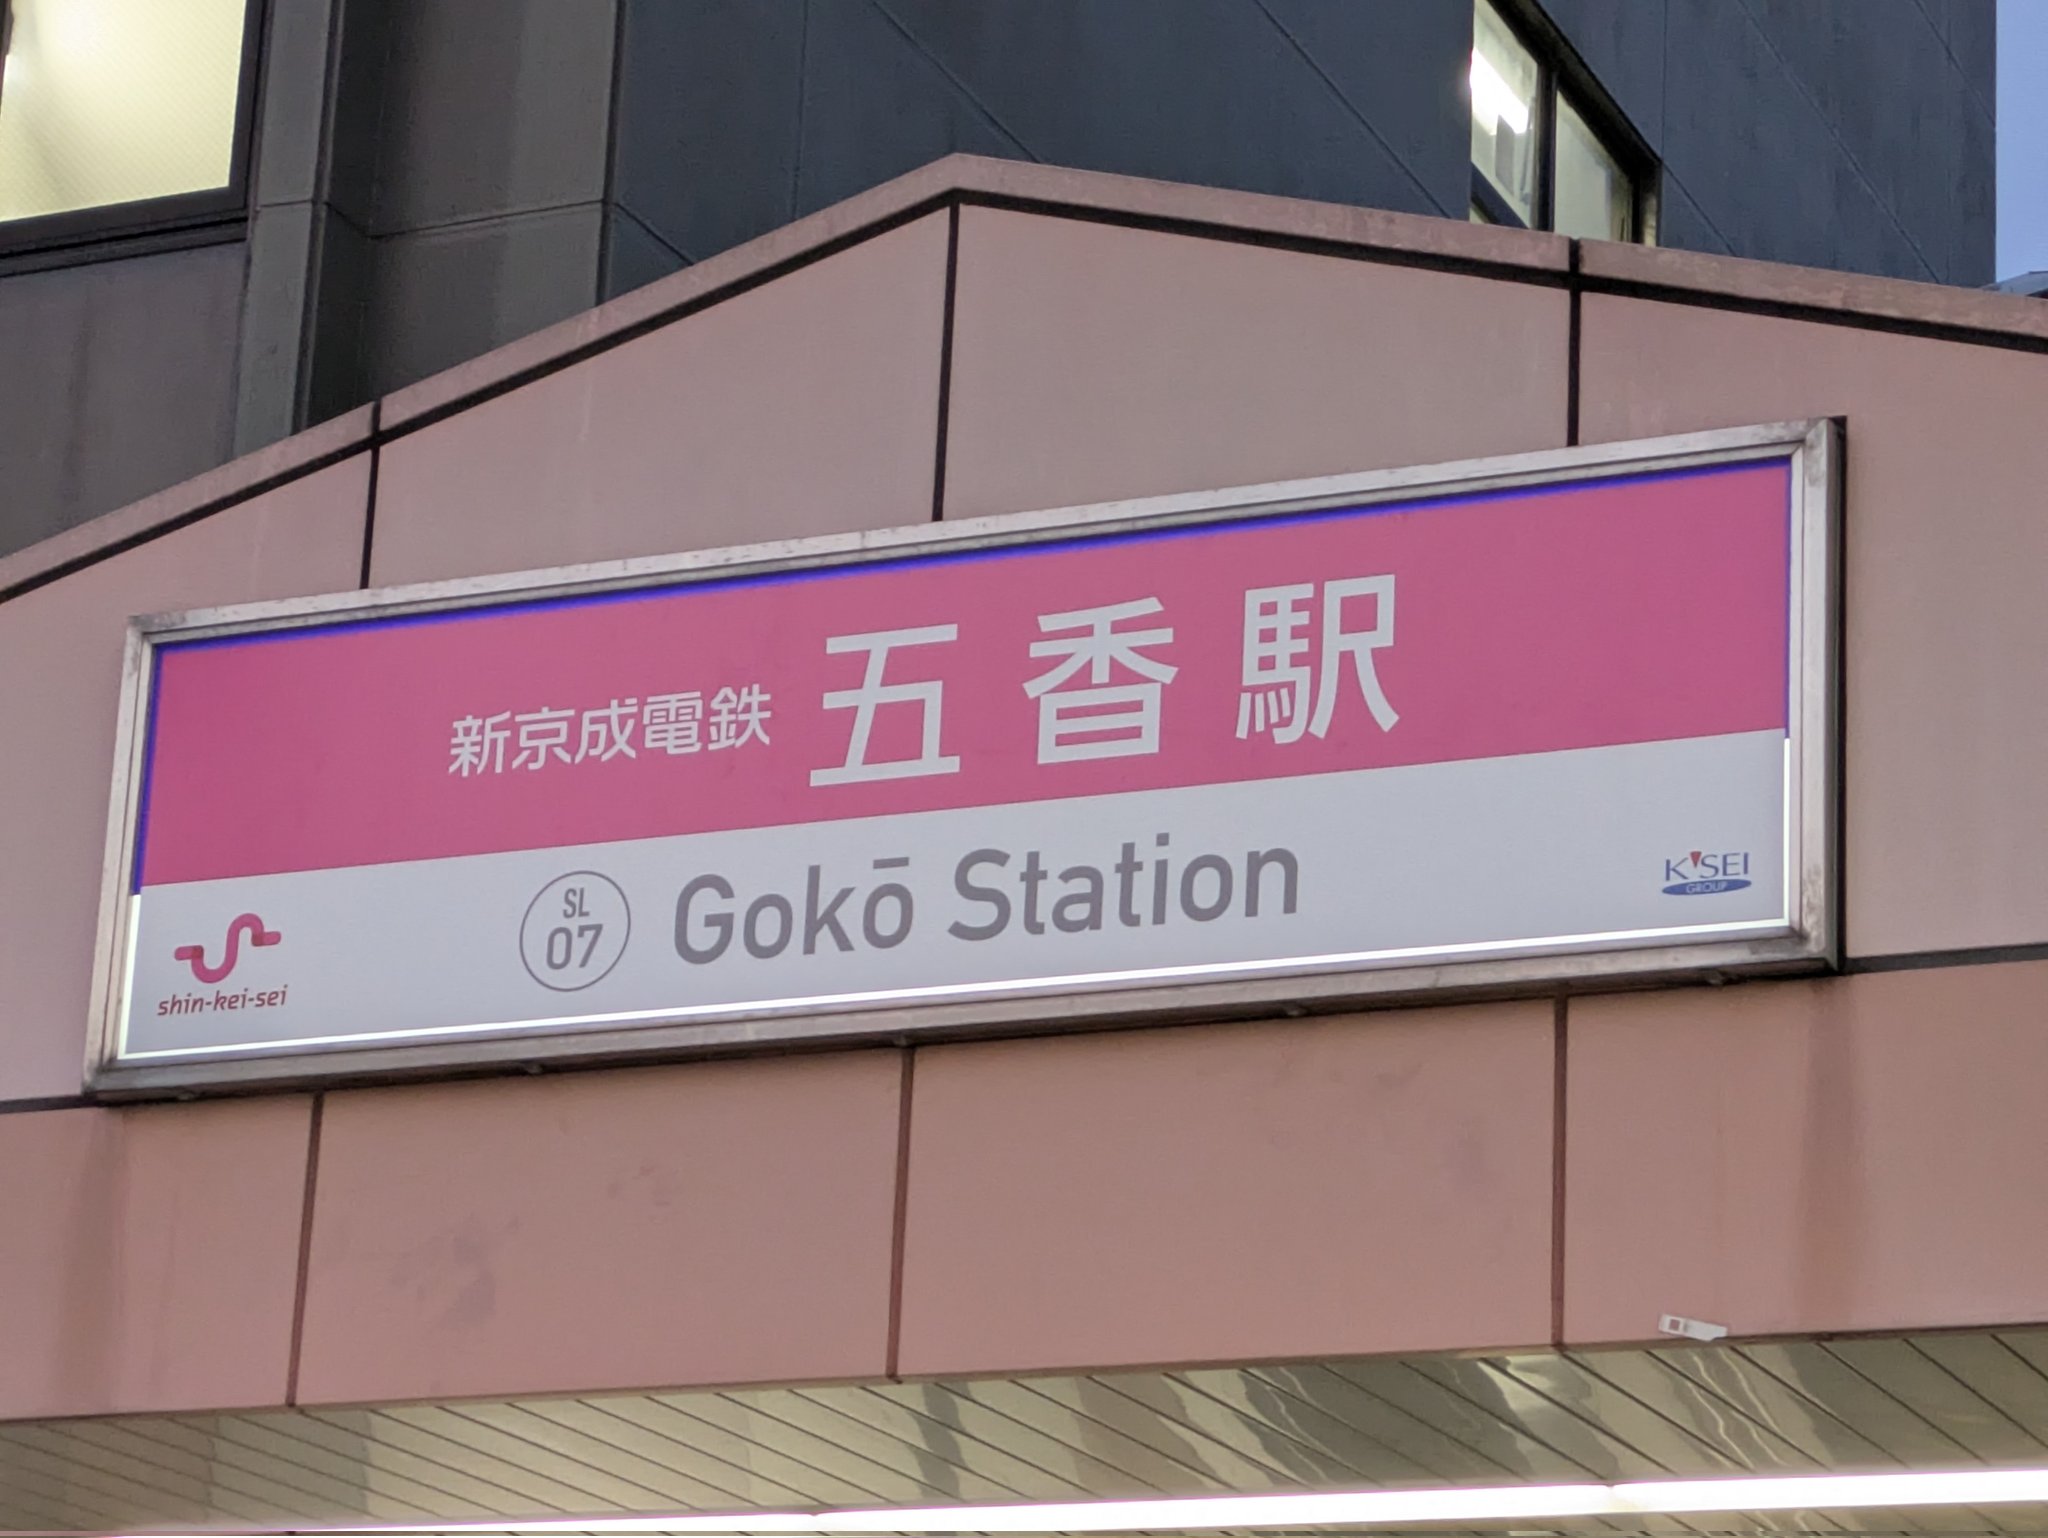 新京成電鉄 五香駅
SL
07
Gokō Station
shin-kei-sei
K'SEI
GROUP